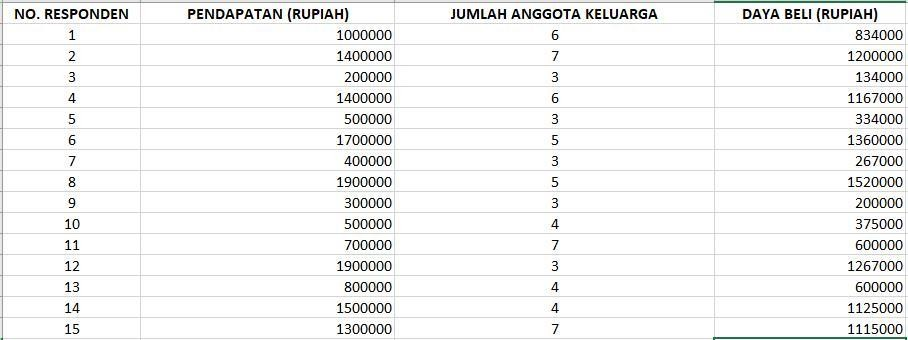 NO. RESPONDEN PENDAPATAN (RUPIAH) JUMLAH ANGGOTA KELUARGA DAYA BELI (RUPIAH)
1 1000000 6 834000
2 1400000 7 1200000
3 200000 3 134000
4 1400000 6 1167000
5 500000 3 334000
6 1700000 5 1360000
7 400000 3 267000
8 1900000 5 1520000
9 300000 3 200000
10 500000 4 375000
11 700000 7 600000
12 1900000 3 1267000
13 800000 4 600000
14 1500000 4 1125000
15 1300000 7 1115000